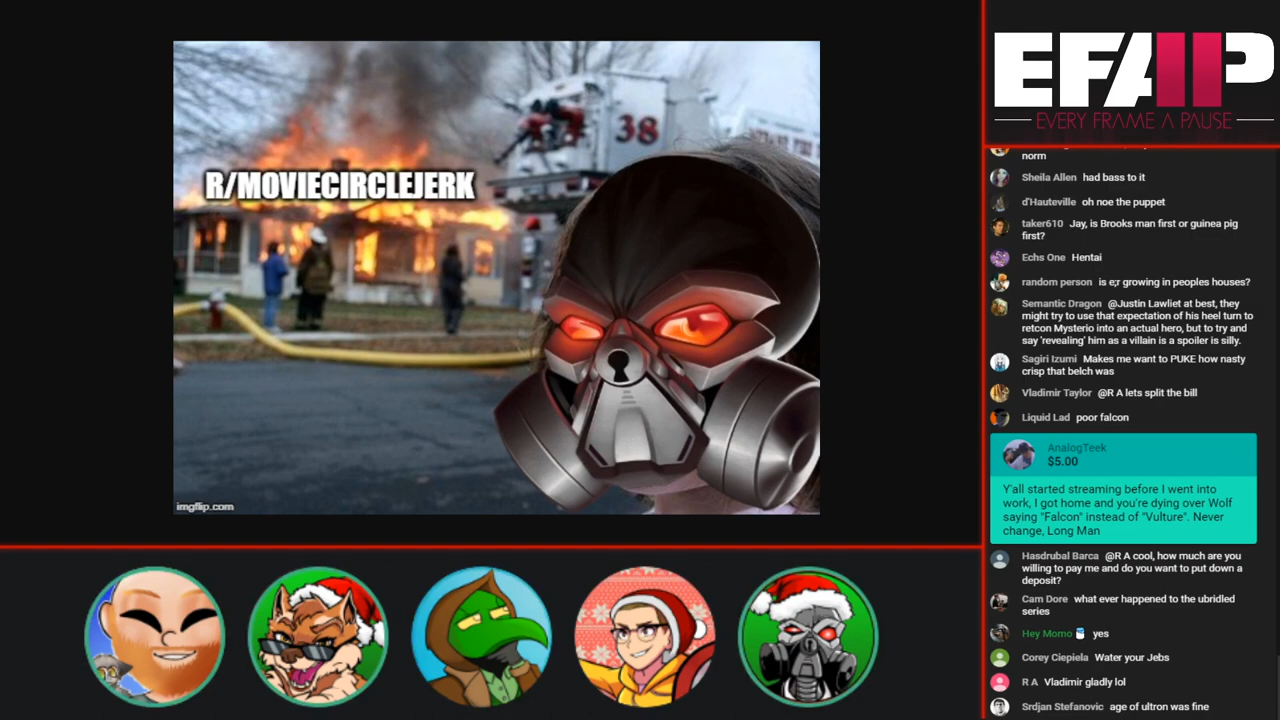 R/MOVIECIRCLEJERK
38
imgflip.com
EFAP
EVERY FRAME A PAUSE
norm
Sheila Allen had bass to it
d'Hauteville oh noe the puppet
taker610 Jay, is Brooks man first or guinea pig
first?
Echs One Hentai
random person is eբr growing in peoples houses?
Semantic Dragon @Justin Lawliet at best, they
might try to use that expectation of his heel turn to
retcon Mysterio into an actual hero, but to try and
say 'revealing' him as a villain is a spoiler is silly.
Sagiri Izumi Makes me want to PUKE how nasty
crisp that belch was
Vladimir Taylor @R A lets split the bill
Liquid Lad poor falcon
AnalogTeek
$5.00
Y'all started streaming before I went into
work, I got home and you're dying over Wolf
saying "Falcon" instead of "Vulture". Never
change, Long Man
Hasdrubal Barca @R A cool, how much are you
willing to pay me and do you want to put down a
deposit?
Cam Dore what ever happened to the ubridled
series
Hey Momo yes
Corey Ciepiela Water your Jebs
R A Vladimir gladly lol
Srdjan Stefanovic age of ultron was fine